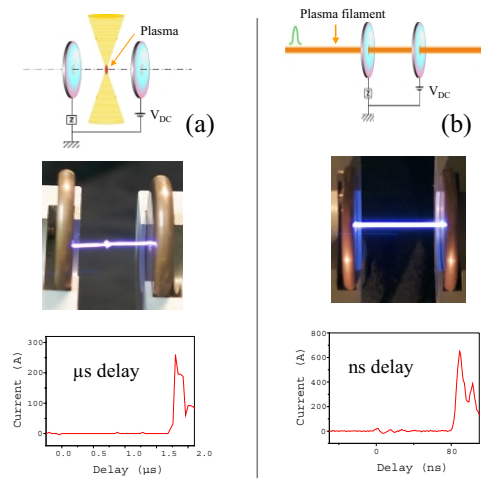 Plasma
Z
V_DC
(a)
300
200
100
0
Current (A)
µs delay
0.0
0.5
1.0
1.5
2.0
Delay (µs)
Plasma filament
Z
V_DC
(b)
800
600
400
200
0
Current (A)
ns delay
0
80
Delay (ns)